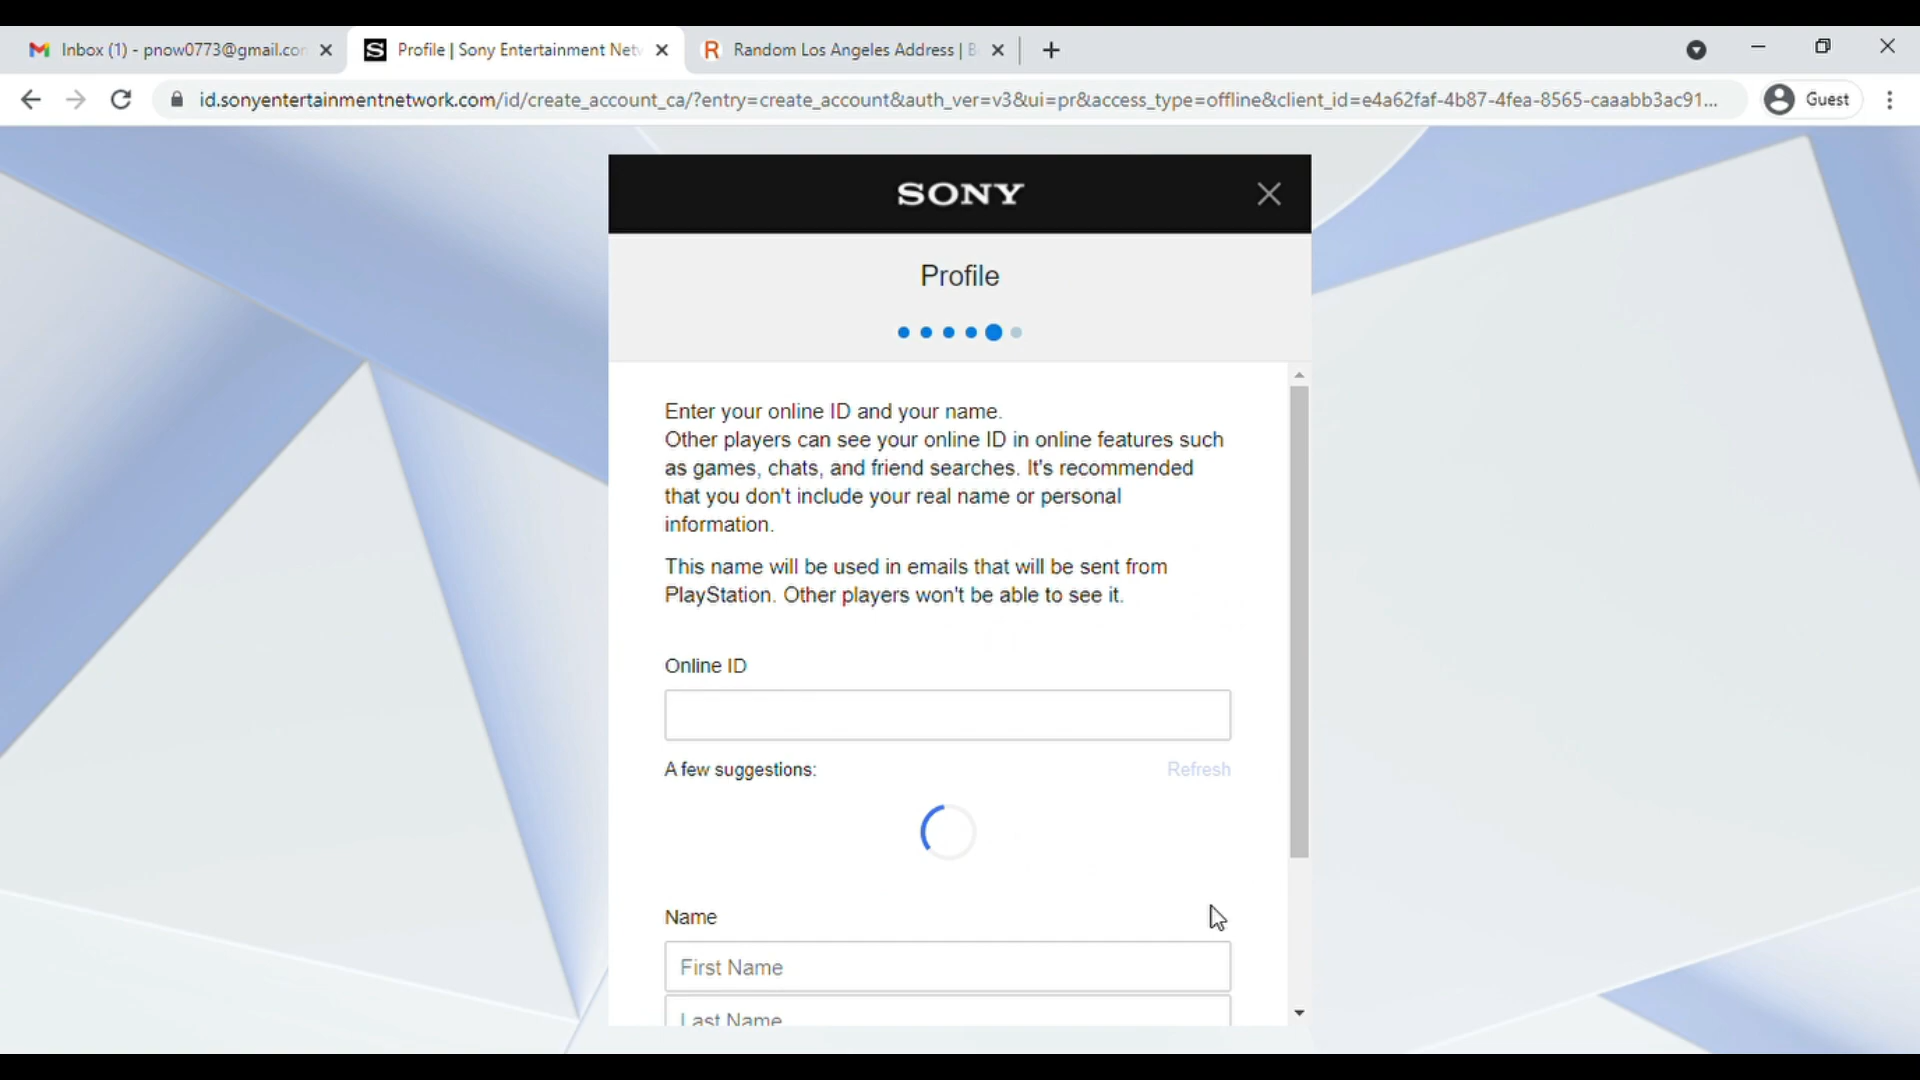 Inbox (1) - pnow0773@gmail.co
Profile | Sony Entertainment Netw
Random Los Angeles Address | B
id.sonyentertainmentnetwork.com/id/create_account_ca/?entry=create_account&auth_ver=v3&ui=pr&access_type=offline&client_id=e4a62faf-4b87-4fea-8565-caaabb3ac91...
Guest
SONY
Profile
Enter your online ID and your name.
Other players can see your online ID in online features such
as games, chats, and friend searches. It's recommended
that you don't include your real name or personal
information.
This name will be used in emails that will be sent from
PlayStation. Other players won't be able to see it.
Online ID
A few suggestions:
Refresh
Name
First Name
Last Name